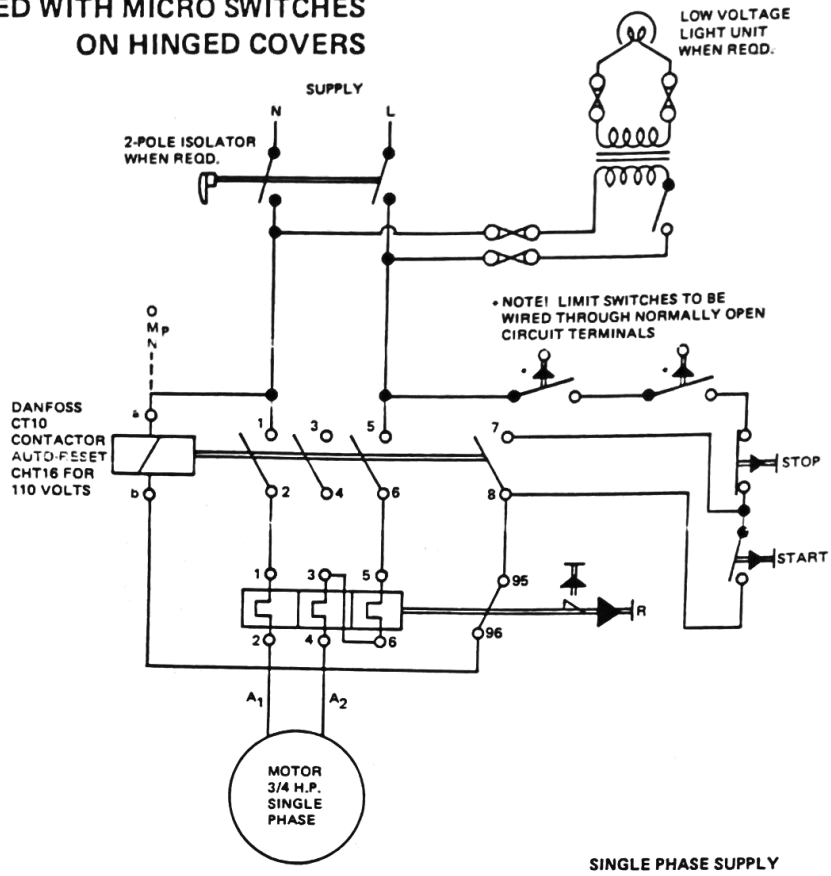 ED WITH MICRO SWITCHES
ON HINGED COVERS
LOW VOLTAGE
LIGHT UNIT
WHEN REQD.
SUPPLY
N
L
2-POLE ISOLATOR
WHEN REQD.
• NOTE! LIMIT SWITCHES TO BE
WIRED THROUGH NORMALLY OPEN
CIRCUIT TERMINALS
O
M P
N
DANFOSS
CT10
CONTACTOR
AUTO-RESET
CHT16 FOR
110 VOLTS
a
b
1
3
5
7
2
4
6
8
STOP
START
1
3
5
95
R
2
4
6
96
A1
A2
MOTOR
3/4 H.P.
SINGLE
PHASE
SINGLE PHASE SUPPLY